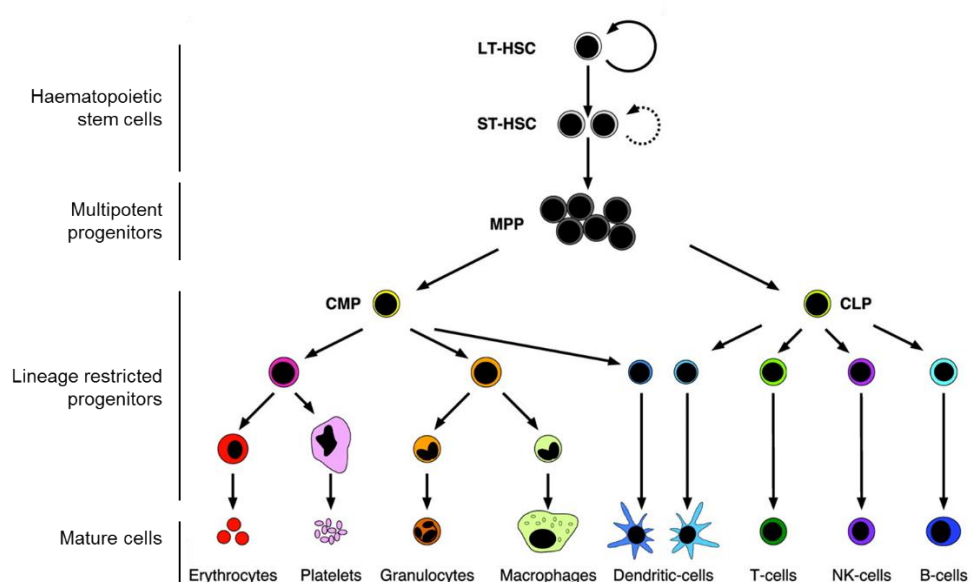 LT-HSC
Haematopoietic
stem cells
ST-HSC
Multipotent
progenitors
MPP
CMP
CLP
Lineage restricted
progenitors
Mature cells
Erythrocytes
Platelets
Granulocytes
Macrophages
Dendritic-cells
T-cells
NK-cells
B-cells